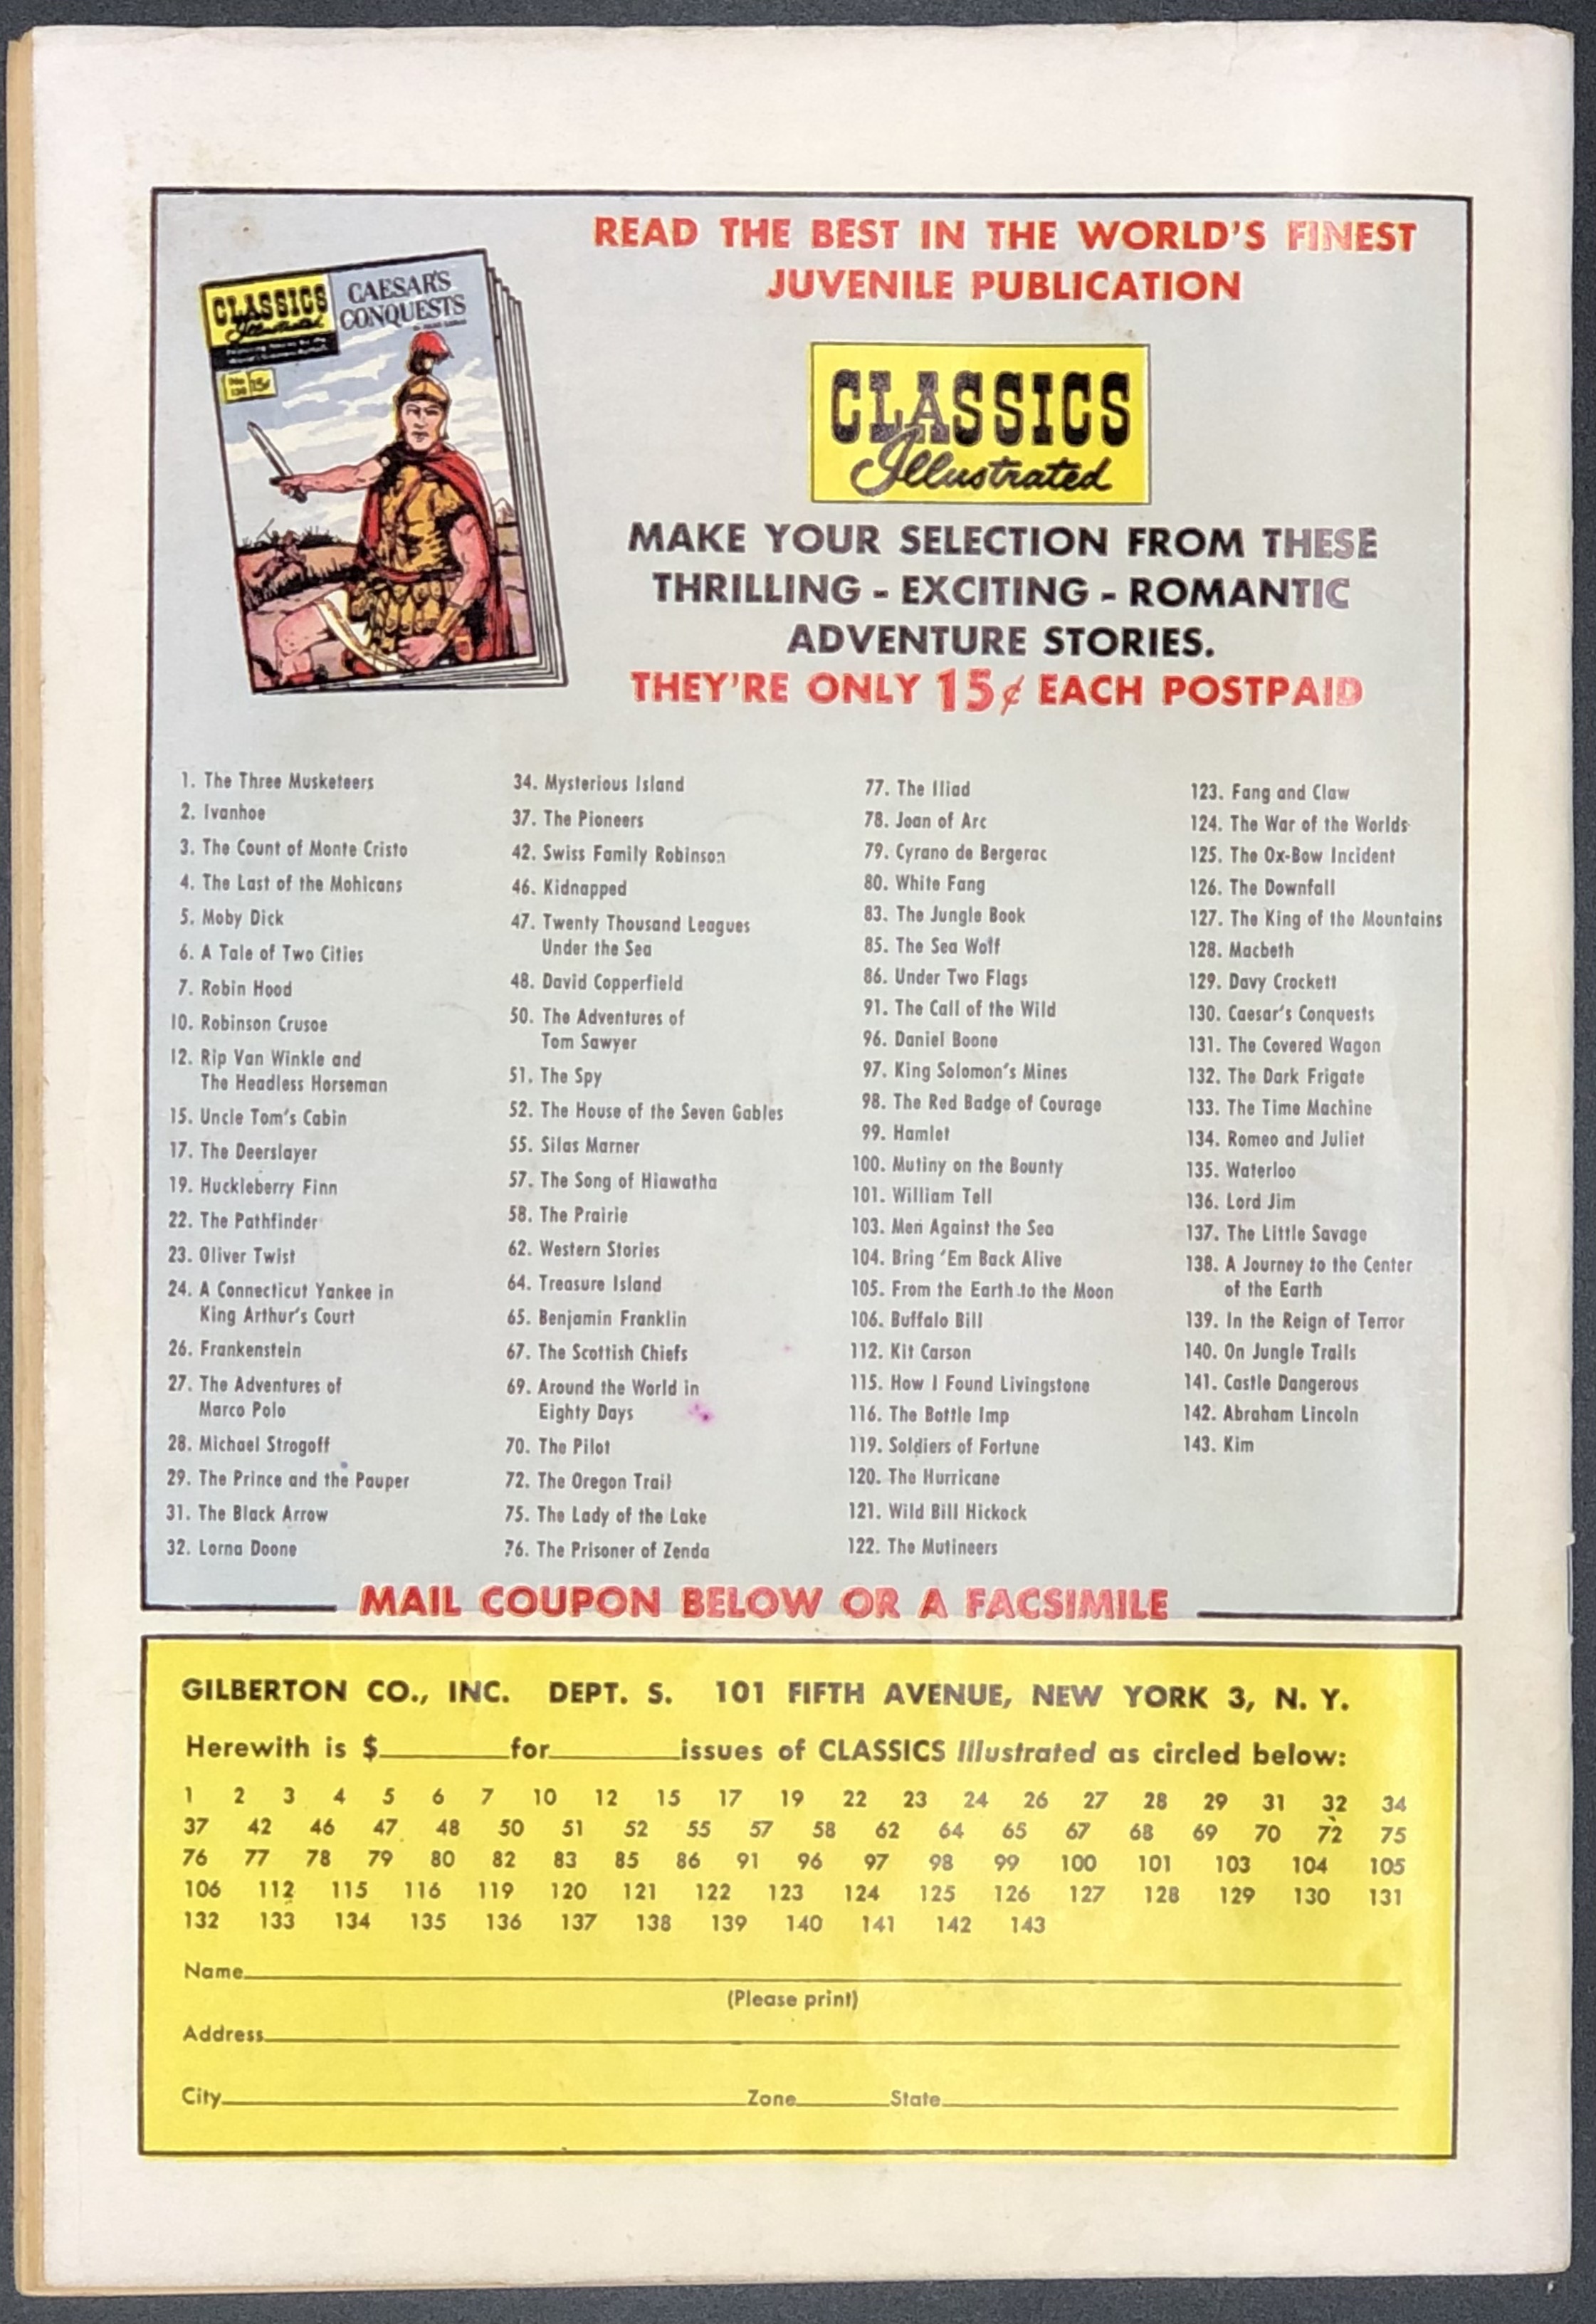 READ THE BEST IN THE WORLD'S FINEST
JUVENILE PUBLICATION
CLASSICS
Illustrated
CAESAR'S
CONQUESTS
No. 130 15¢
CLASSICS
Illustrated
MAKE YOUR SELECTION FROM THESE
THRILLING - EXCITING - ROMANTIC
ADVENTURE STORIES.
THEY'RE ONLY 15¢ EACH POSTPAID
1. The Three Musketeers
2. Ivanhoe
3. The Count of Monte Cristo
4. The Last of the Mohicans
5. Moby Dick
6. A Tale of Two Cities
7. Robin Hood
10. Robinson Crusoe
12. Rip Van Winkle and
The Headless Horseman
15. Uncle Tom's Cabin
17. The Deerslayer
19. Huckleberry Finn
22. The Pathfinder
23. Oliver Twist
24. A Connecticut Yankee in
King Arthur's Court
26. Frankenstein
27. The Adventures of
Marco Polo
28. Michael Strogoff
29. The Prince and the Pauper
31. The Black Arrow
32. Lorna Doone
34. Mysterious Island
37. The Pioneers
42. Swiss Family Robinson
46. Kidnapped
47. Twenty Thousand Leagues
Under the Sea
48. David Copperfield
50. The Adventures of
Tom Sawyer
51. The Spy
52. The House of the Seven Gables
55. Silas Marner
57. The Song of Hiawatha
58. The Prairie
62. Western Stories
64. Treasure Island
65. Benjamin Franklin
67. The Scottish Chiefs
69. Around the World in
Eighty Days
70. The Pilot
72. The Oregon Trail
75. The Lady of the Lake
76. The Prisoner of Zenda
77. The Iliad
78. Joan of Arc
79. Cyrano de Bergerac
80. White Fang
83. The Jungle Book
85. The Sea Wolf
86. Under Two Flags
91. The Call of the Wild
96. Daniel Boone
97. King Solomon's Mines
98. The Red Badge of Courage
99. Hamlet
100. Mutiny on the Bounty
101. William Tell
103. Men Against the Sea
104. Bring 'Em Back Alive
105. From the Earth to the Moon
106. Buffalo Bill
112. Kit Carson
115. How I Found Livingstone
116. The Bottle Imp
119. Soldiers of Fortune
120. The Hurricane
121. Wild Bill Hickock
122. The Mutineers
123. Fang and Claw
124. The War of the Worlds
125. The Ox-Bow Incident
126. The Downfall
127. The King of the Mountains
128. Macbeth
129. Davy Crockett
130. Caesar's Conquests
131. The Covered Wagon
132. The Dark Frigate
133. The Time Machine
134. Romeo and Juliet
135. Waterloo
136. Lord Jim
137. The Little Savage
138. A Journey to the Center
of the Earth
139. In the Reign of Terror
140. On Jungle Trails
141. Castle Dangerous
142. Abraham Lincoln
143. Kim
MAIL COUPON BELOW OR A FACSIMILE
GILBERTON CO., INC. DEPT. S. 101 FIFTH AVENUE, NEW YORK 3, N. Y.
Herewith is $ for issues of CLASSICS Illustrated as circled below:
1 2 3 4 5 6 7 10 12 15 17 19 22 23 24 26 27 28 29 31 32 34
37 42 46 47 48 50 51 52 55 57 58 62 64 65 67 68 69 70 72 75
76 77 78 79 80 82 83 85 86 91 96 97 98 99 100 101 103 104 105
106 112 115 116 119 120 121 122 123 124 125 126 127 128 129 130 131
132 133 134 135 136 137 138 139 140 141 142 143
Name
(Please print)
Address
City Zone State